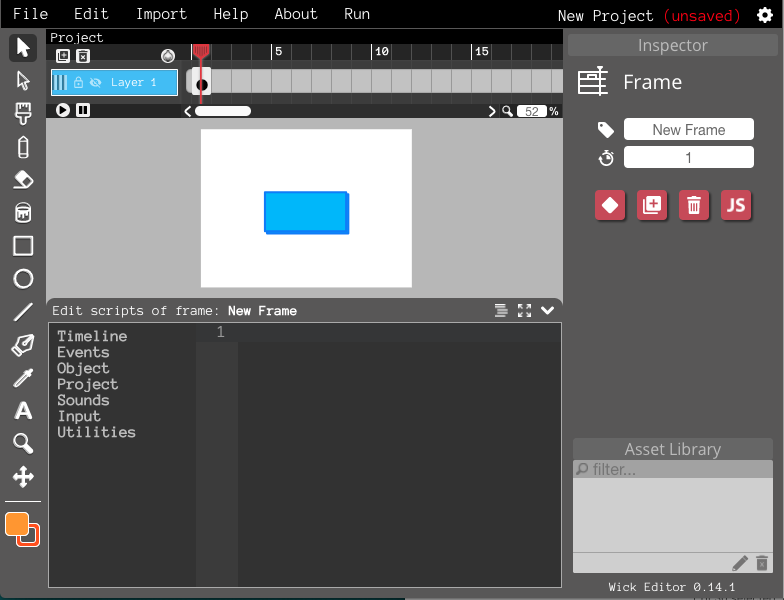 File Edit Import Help About Run
New Project (unsaved)
Project
5 10 15
Layer 1
52 %
Inspector
Frame
New Frame
1
JS
Edit scripts of frame: New Frame
Timeline
Events
Object
Project
Sounds
Input
Utilities
1
A
Asset Library
filter...
Wick Editor 0.14.1